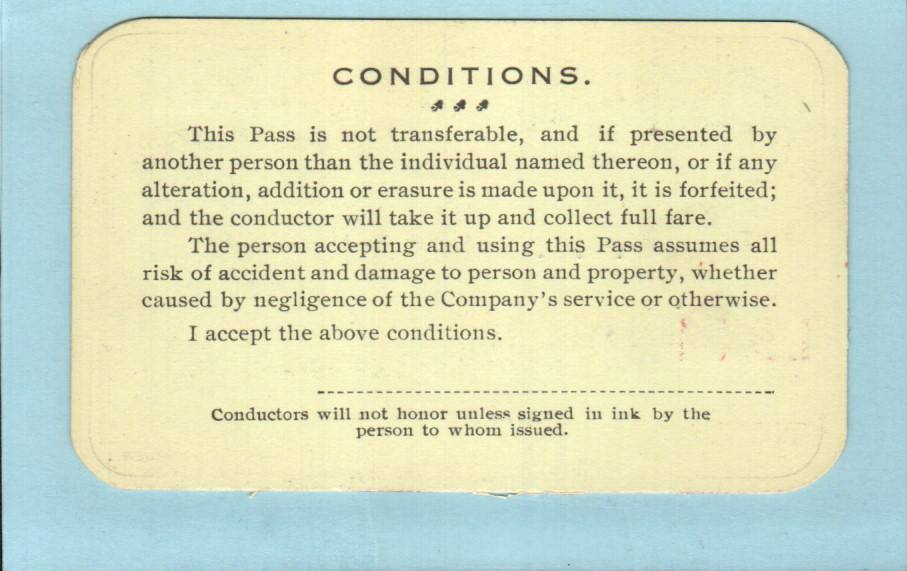 CONDITIONS.
This Pass is not transferable, and if presented by
another person than the individual named thereon, or if any
alteration, addition or erasure is made upon it, it is forfeited;
and the conductor will take it up and collect full fare.
The person accepting and using this Pass assumes all
risk of accident and damage to person and property, whether
caused by negligence of the Company's service or otherwise.
I accept the above conditions.
Conductors will not honor unless signed in ink by the
person to whom issued.